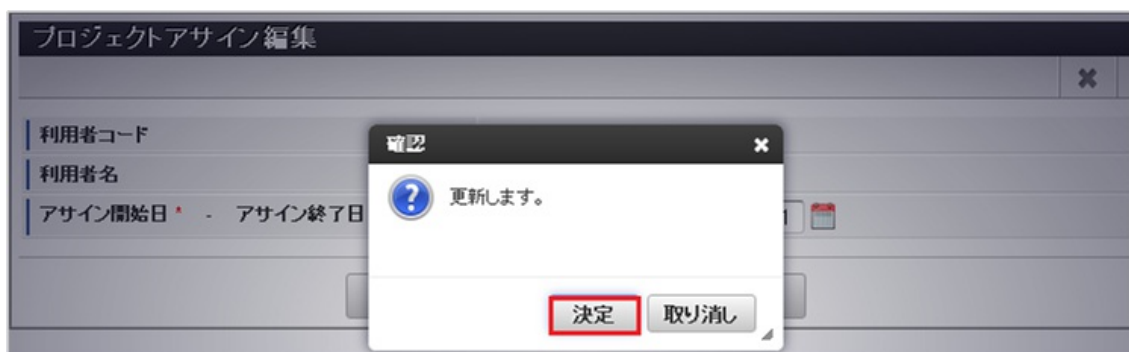 プロジェクトアサイン編集
利用者コード
確認
利用者名
更新します。
アサイン開始日 * - アサイン終了日
1
決定 取り消し